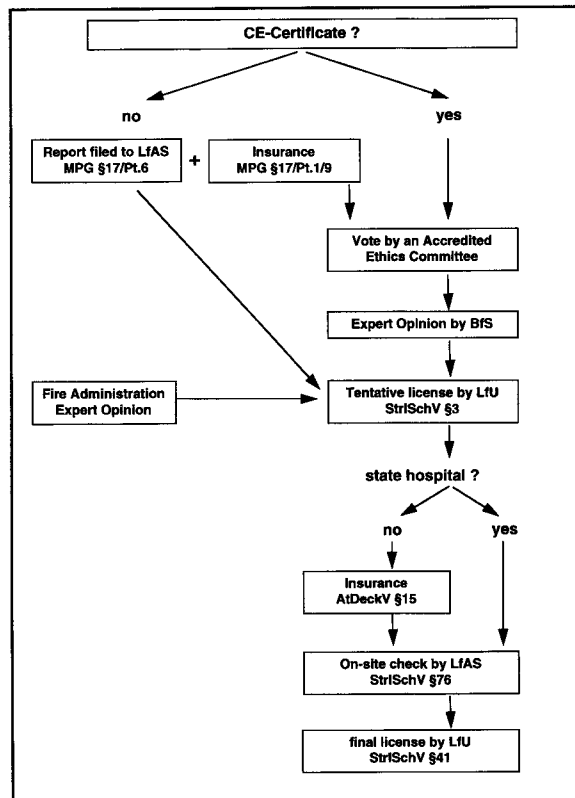 CE-Certificate ?
no
yes
Report filed to LfAS
MPG §17/Pt.6
+
Insurance
MPG §17/Pt.1/9
Vote by an Accredited
Ethics Committee
Expert Opinion by BfS
Fire Administration
Expert Opinion
Tentative license by LfU
StrlSchV §3
state hospital ?
no
yes
Insurance
AtDeckV §15
On-site check by LfAS
StrlSchV §76
final license by LfU
StrlSchV §41